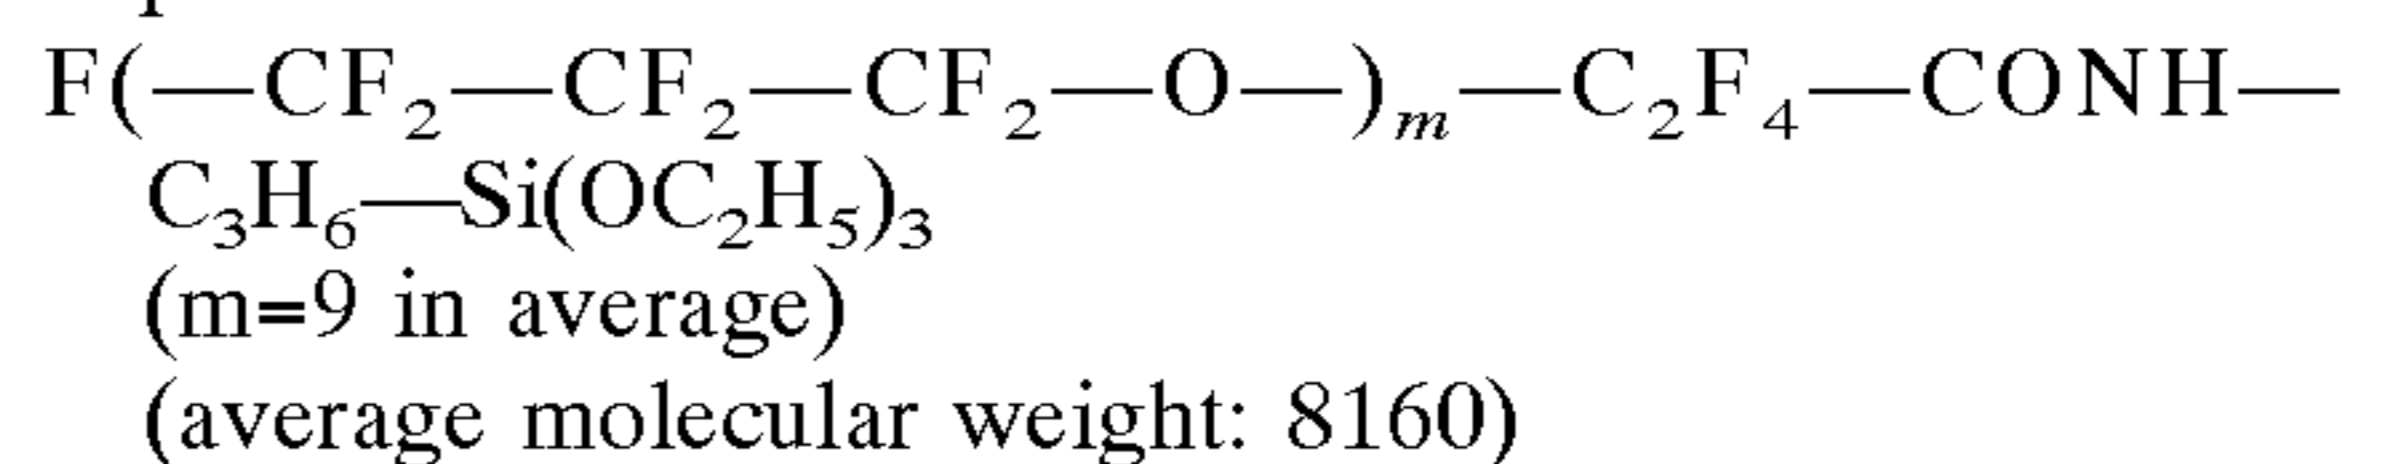 F(—CF₂—CF₂—CF₂—O—)ₘ—C₂F₄—CONH—
C₃H₆—Si(OC₂H₅)₃
(m=9 in average)
(average molecular weight: 8160)